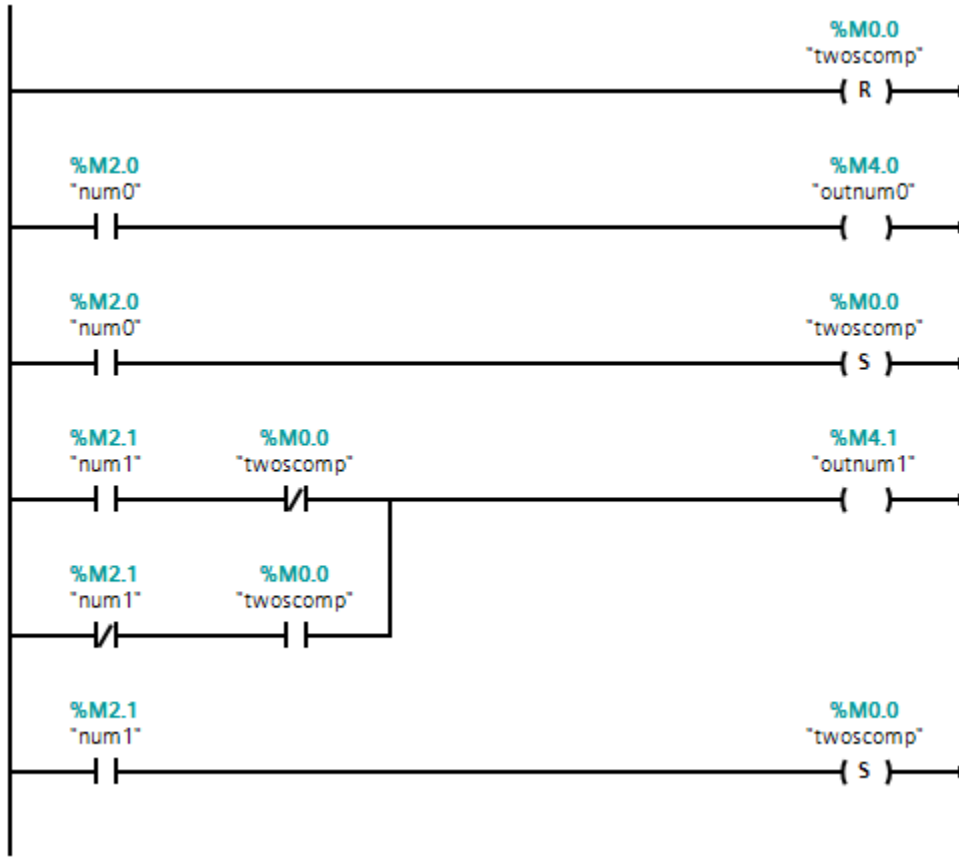 %M0.0
"twoscomp"
R
%M2.0
"num0"
%M4.0
"outnum0"
%M2.0
"num0"
%M0.0
"twoscomp"
S
%M2.1
"num1"
%M0.0
"twoscomp"
%M4.1
"outnum1"
%M2.1
"num1"
%M0.0
"twoscomp"
%M2.1
"num1"
%M0.0
"twoscomp"
S